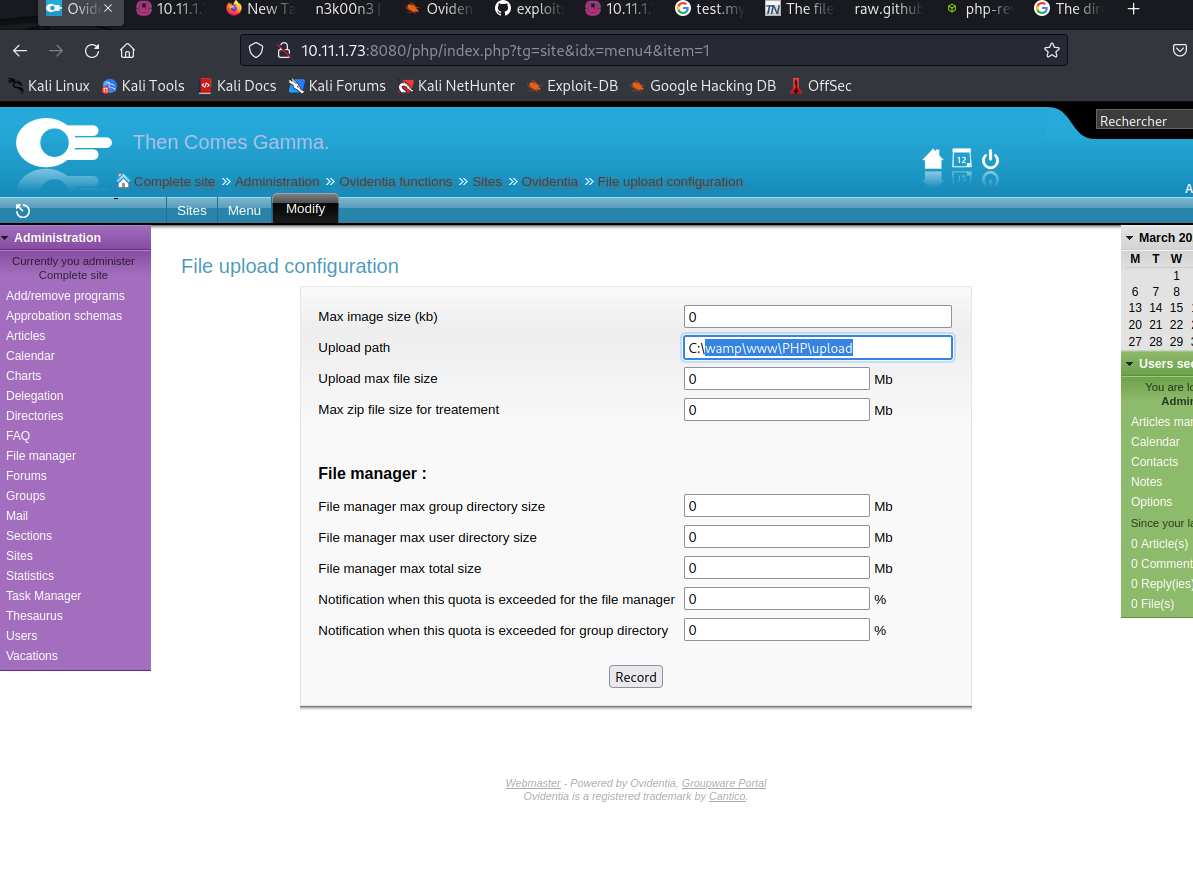 Ovide ×
10.11.1.7
New Ta
n3k00n3 |
Oviden
exploit
10.11.1.
test.my
The file
raw.githu
php-re
The dir
10.11.1.73:8080/php/index.php?tg=site&idx=menu4&item=1
Kali Linux Kali Tools Kali Docs Kali Forums Kali NetHunter Exploit-DB Google Hacking DB OffSec
Then Comes Gamma.
Rechercher
12
Complete site » Administration » Ovidentia functions » Sites » Ovidentia » File upload configuration
A
Sites Menu Modify
Administration
Currently you administer
Complete site
Add/remove programs
Approbation schemas
Articles
Calendar
Charts
Delegation
Directories
FAQ
File manager
Forums
Groups
Mail
Sections
Sites
Statistics
Task Manager
Thesaurus
Users
Vacations
File upload configuration
Max image size (kb) 0
Upload path C:\wamp\www\PHP\upload
Upload max file size 0 Mb
Max zip file size for treatement 0 Mb
File manager :
File manager max group directory size 0 Mb
File manager max user directory size 0 Mb
File manager max total size 0 Mb
Notification when this quota is exceeded for the file manager 0 %
Notification when this quota is exceeded for group directory 0 %
Record
March 20
M T W
1
6 7 8
13 14 15
20 21 22
27 28 29
Users sec
You are lo
Admin
Articles man
Calendar
Contacts
Notes
Options
Since your la
0 Article(s)
0 Comment
0 Reply(ies)
0 File(s)
Webmaster - Powered by Ovidentia, Groupware Portal
Ovidentia is a registered trademark by Cantico.